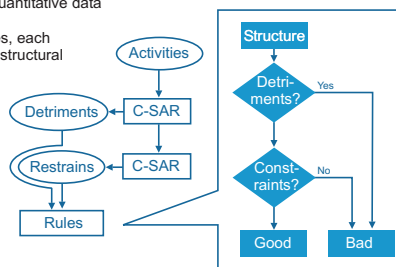 uantitative data
s, each
structural
Activities
Detriments
C-SAR
Restrains
C-SAR
Rules
Structure
Detri-
ments?
Yes
Const-
raints?
No
Good
Bad